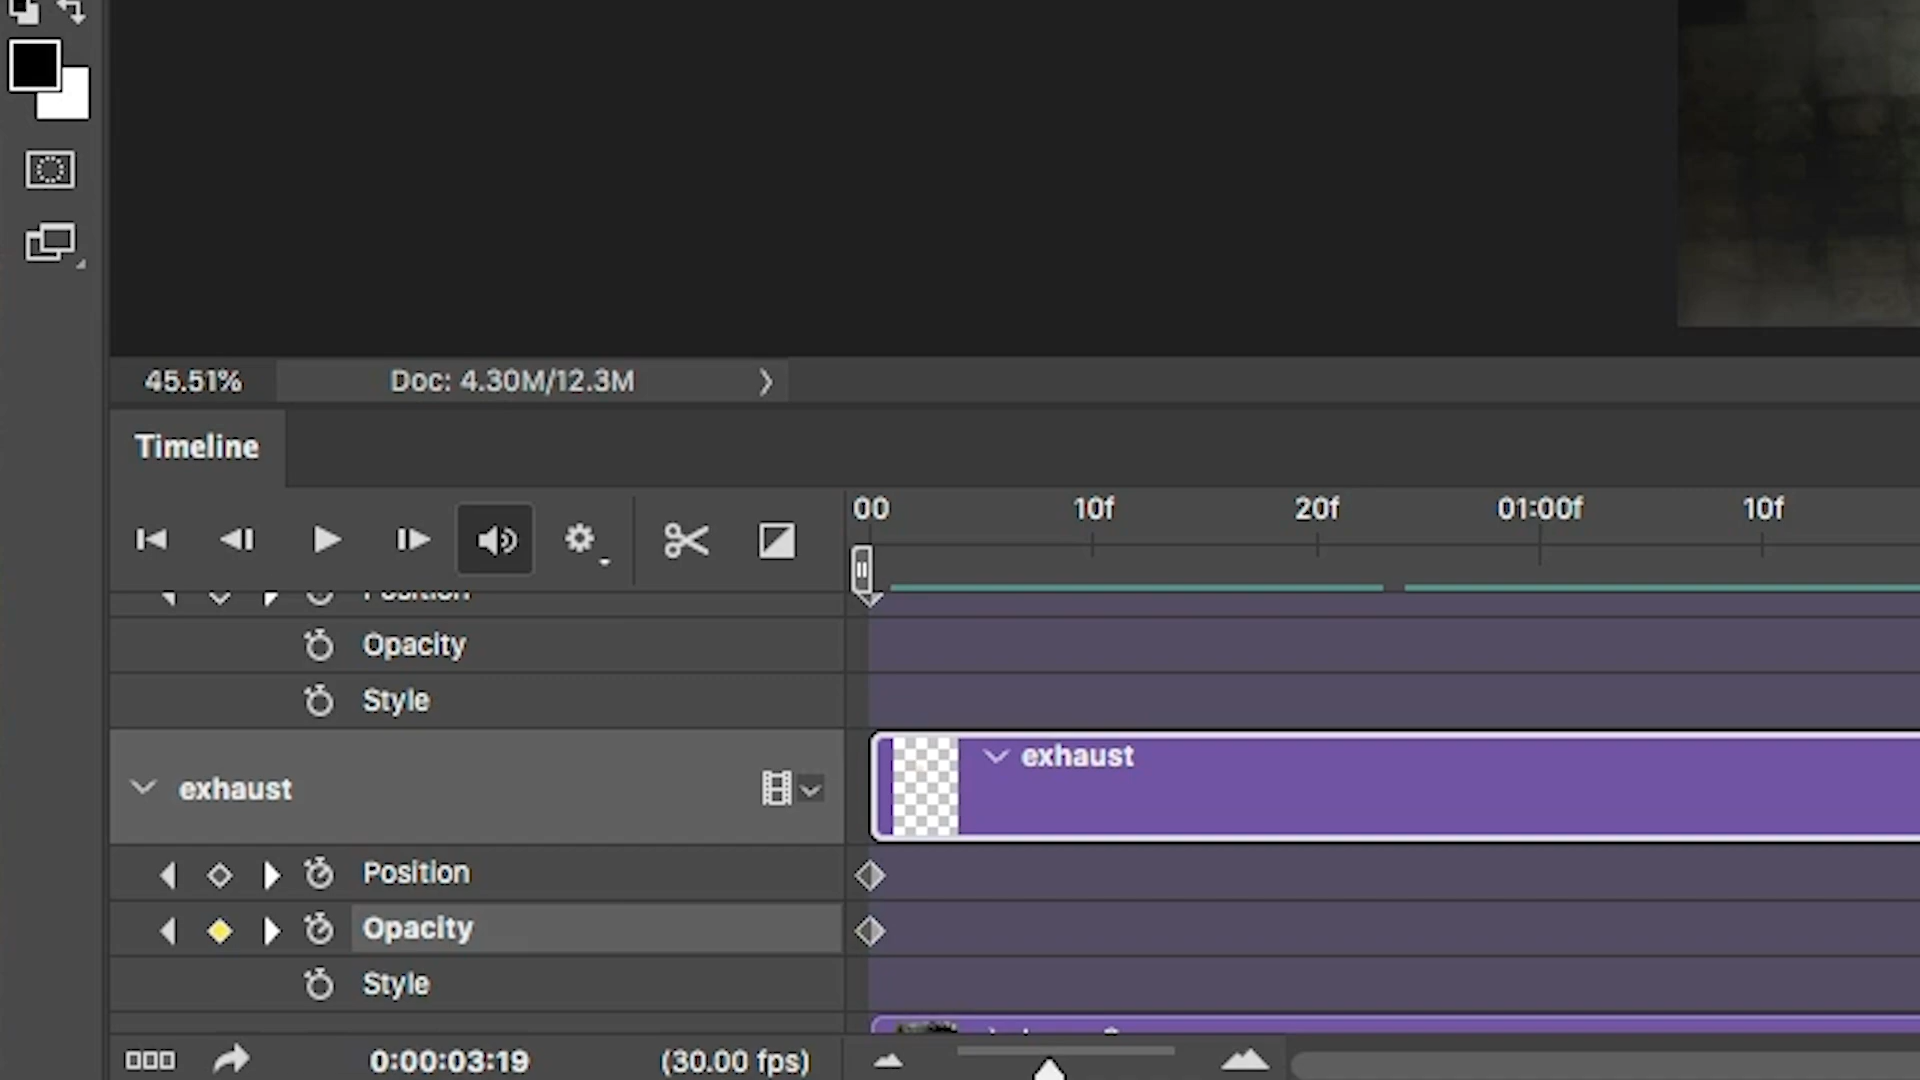 45.51%
Doc: 4.30M/12.3M
Timeline
00 10f 20f 01:00f 10f
Position
Opacity
Style
exhaust
exhaust
Position
Opacity
Style
0:00:03:19
(30.00 fps)